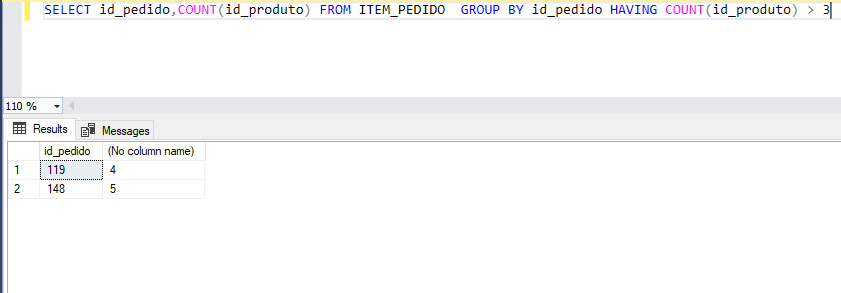 SELECT id_pedido,COUNT(id_produto) FROM ITEM_PEDIDO  GROUP BY id_pedido HAVING COUNT(id_produto) > 3
110 %
Results Messages
id_pedido (No column name)
1 119 4
2 148 5